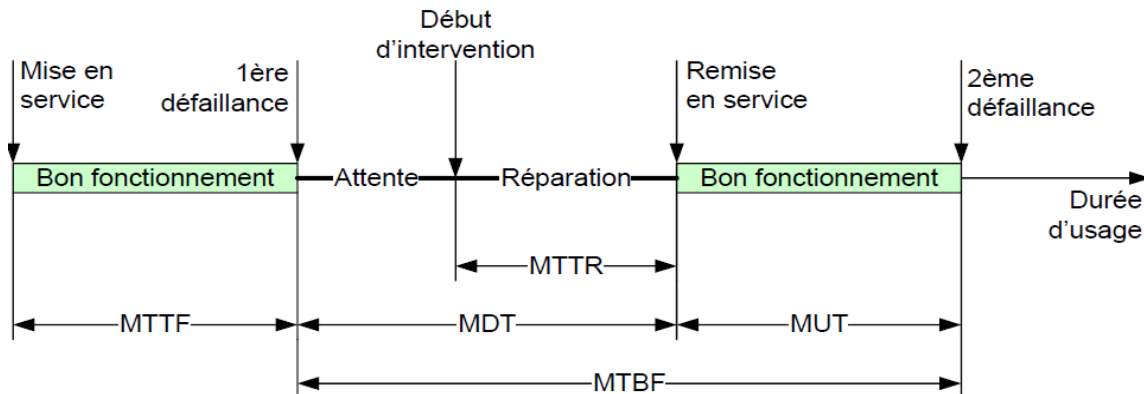 Début
d'intervention
Mise en
service
1ère
défaillance
Remise
en service
2ème
défaillance
Bon fonctionnement
Attente
Réparation
Bon fonctionnement
Durée
d'usage
MTTR
MTTF
MDT
MUT
MTBF